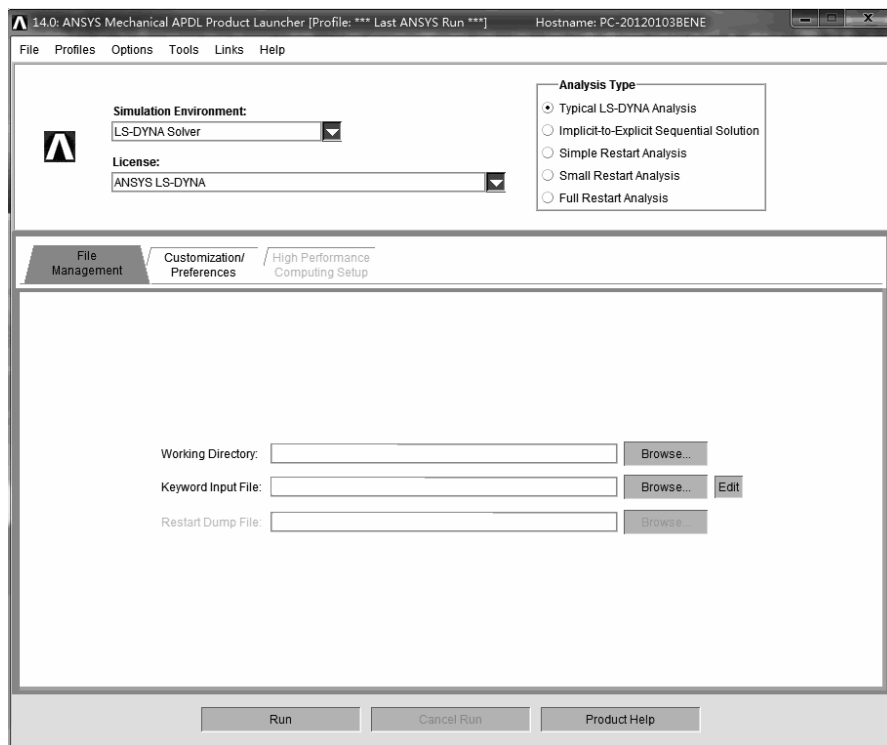 14.0: ANSYS Mechanical APDL Product Launcher [Profile: *** Last ANSYS Run ***] Hostname: PC-20120103BENE
File Profiles Options Tools Links Help
Simulation Environment:
LS-DYNA Solver
License:
ANSYS LS-DYNA
Analysis Type
Typical LS-DYNA Analysis
Implicit-to-Explicit Sequential Solution
Simple Restart Analysis
Small Restart Analysis
Full Restart Analysis
File
Management
Customization/
Preferences
High Performance
Computing Setup
Working Directory: Browse...
Keyword Input File: Browse... Edit
Restart Dump File: Browse...
Run Cancel Run Product Help